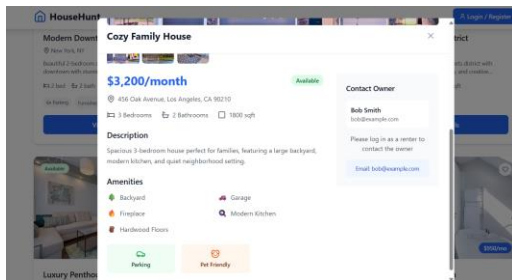 HouseHunt
Login / Register
Cozy Family House
Modern Downt
New York, NY
$3,200/month
Available
456 Oak Avenue, Los Angeles, CA 90210
3 Bedrooms 2 Bathrooms 1800 sqft
Description
Spacious 3-bedroom house perfect for families, featuring a large backyard,
modern kitchen, and quiet neighborhood setting.
Amenities
Backyard
Garage
Fireplace
Modern Kitchen
Hardwood Floors
Parking
Pet Friendly
Contact Owner
Bob Smith
bob@example.com
Please log in as a renter to
contact the owner
Email: bob@example.com
Available
Luxury Penthou